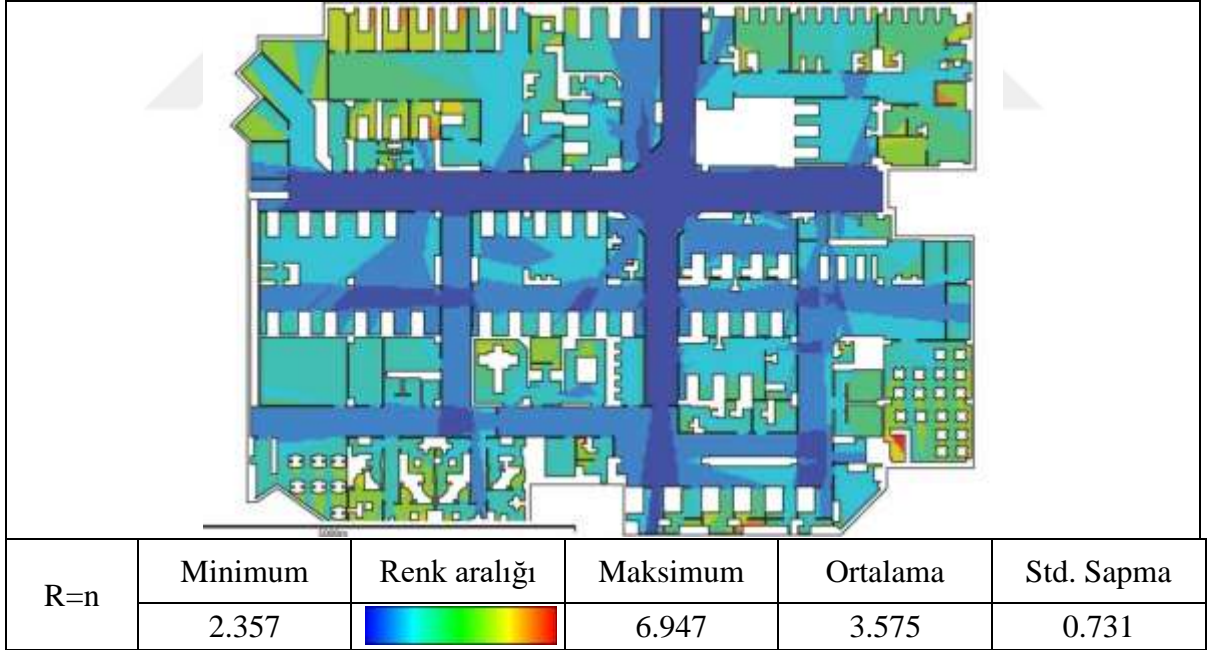 R=n
Minimum
Renk aralığı
Maksimum
Ortalama
Std. Sapma
2.357
6.947
3.575
0.731